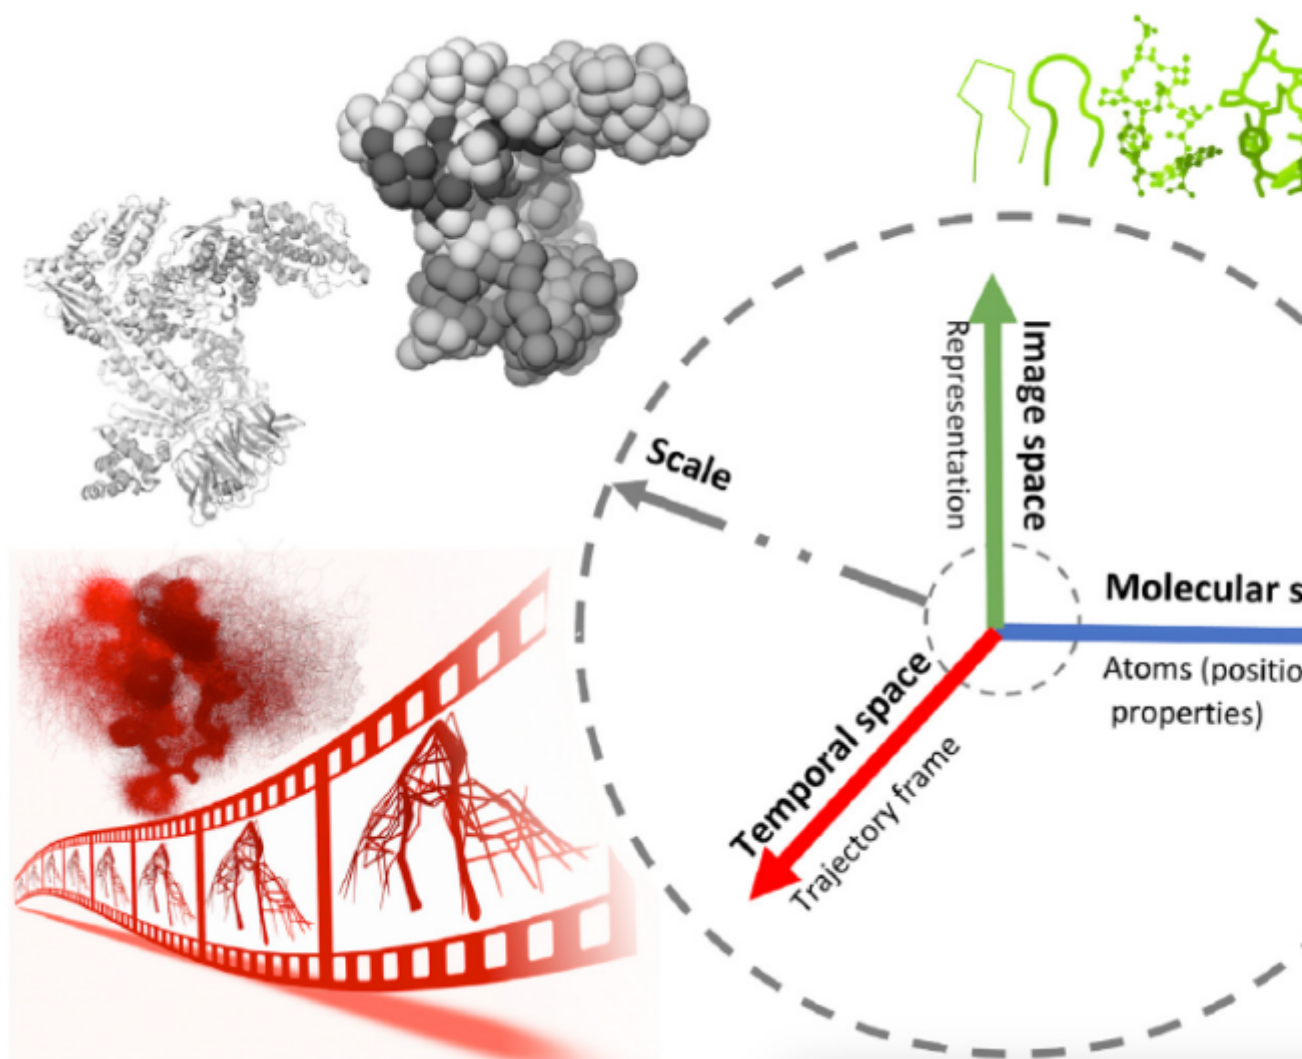 Image space
Representation
Scale
Molecular s
Atoms (positio
properties)
Temporal space
Trajectory frame